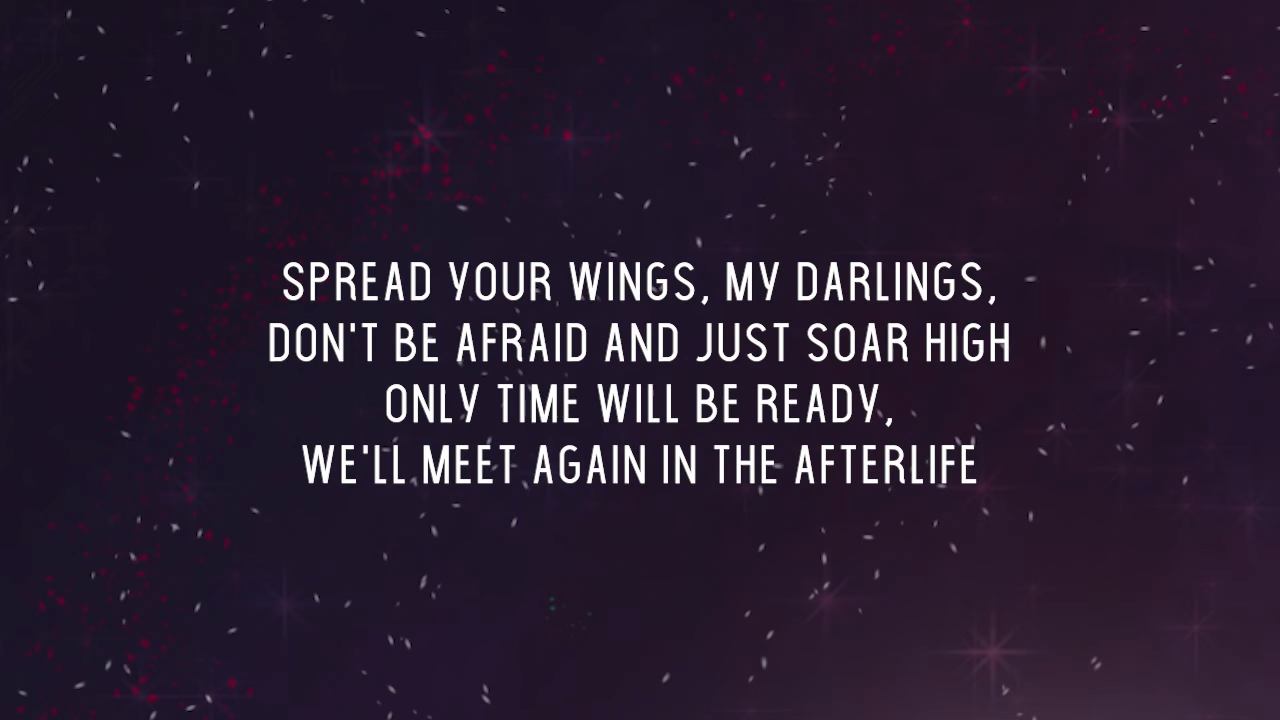 SPREAD YOUR WINGS, MY DARLINGS,
DON'T BE AFRAID AND JUST SOAR HIGH
ONLY TIME WILL BE READY,
WE'LL MEET AGAIN IN THE AFTERLIFE